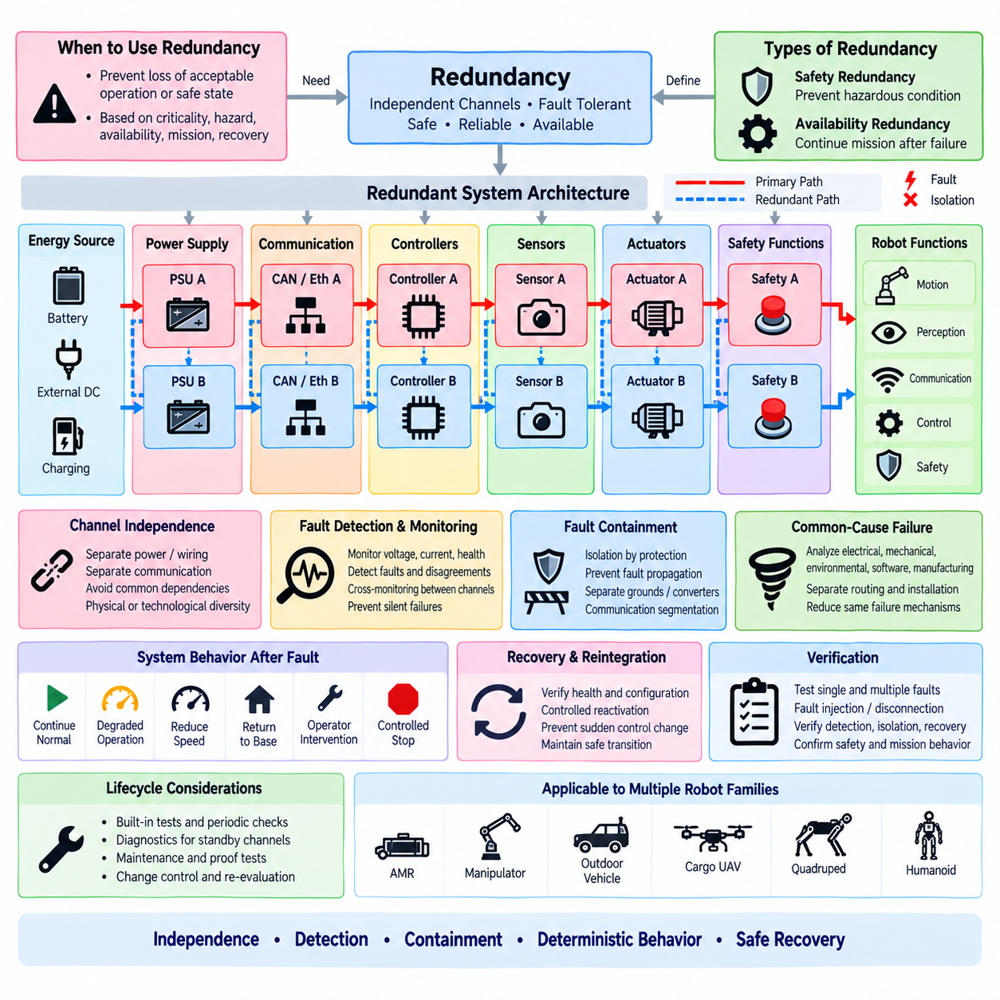 When to Use Redundancy
• Prevent loss of acceptable
operation or safe state
• Based on criticality, hazard,
availability, mission, recovery
Need
Redundancy
Independent Channels • Fault Tolerant
Safe • Reliable • Available
Define
Types of Redundancy
Safety Redundancy
Prevent hazardous condition
Availability Redundancy
Continue mission after failure
Redundant System Architecture
Primary Path
Redundant Path
Fault
Isolation
Energy Source
Battery
External DC
Charging
Power Supply
PSU A
PSU B
Communication
CAN / Eth A
CAN / Eth B
Controllers
Controller A
Controller B
Sensors
Sensor A
Sensor B
Actuators
Actuator A
Actuator B
Safety Functions
Safety A
Safety B
Robot Functions
Motion
Perception
Communication
Control
Safety
Channel Independence
Separate power / wiring
Separate communication
Avoid common dependencies
Physical or technological diversity
Fault Detection & Monitoring
Monitor voltage, current, health
Detect faults and disagreements
Cross-monitoring between channels
Prevent silent failures
Fault Containment
Isolation by protection
Prevent fault propagation
Separate grounds / converters
Communication segmentation
Common-Cause Failure
Analyze electrical, mechanical,
environmental, software, manufacturing
Separate routing and installation
Reduce same failure mechanisms
System Behavior After Fault
Continue
Normal
Degraded
Operation
Reduce
Speed
Return
to Base
Operator
Intervention
Controlled
Stop
Recovery & Reintegration
Verify health and configuration
Controlled reactivation
Prevent sudden control change
Maintain safe transition
Verification
Test single and multiple faults
Fault injection / disconnection
Verify detection, isolation, recovery
Confirm safety and mission behavior
Lifecycle Considerations
• Built-in tests and periodic checks
• Diagnostics for standby channels
• Maintenance and proof tests
• Change control and re-evaluation
Applicable to Multiple Robot Families
AMR
Manipulator
Outdoor
Vehicle
Cargo UAV
Quadruped
Humanoid
Independence • Detection • Containment • Deterministic Behavior • Safe Recovery